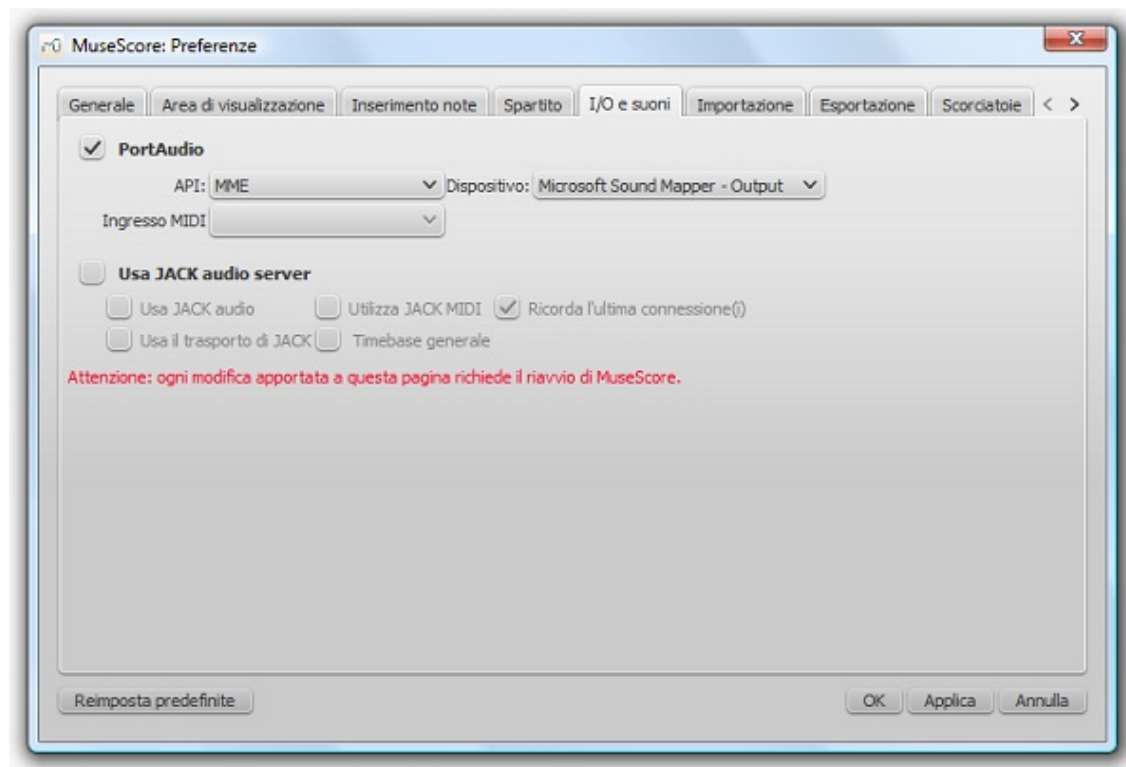 MuseScore: Preferenze
Generale Area di visualizzazione Inserimento note Spartito I/O e suoni Importazione Esportazione Scorciatoie < >
PortAudio
API: MME Dispositivo: Microsoft Sound Mapper - Output
Ingresso MIDI
Usa JACK audio server
Usa JACK audio Utilizza JACK MIDI Ricorda l'ultima connessione(i)
Usa il trasporto di JACK Timebase generale
Attenzione: ogni modifica apportata a questa pagina richiede il riavvio di MuseScore.
Reimposta predefinite OK Applica Annulla